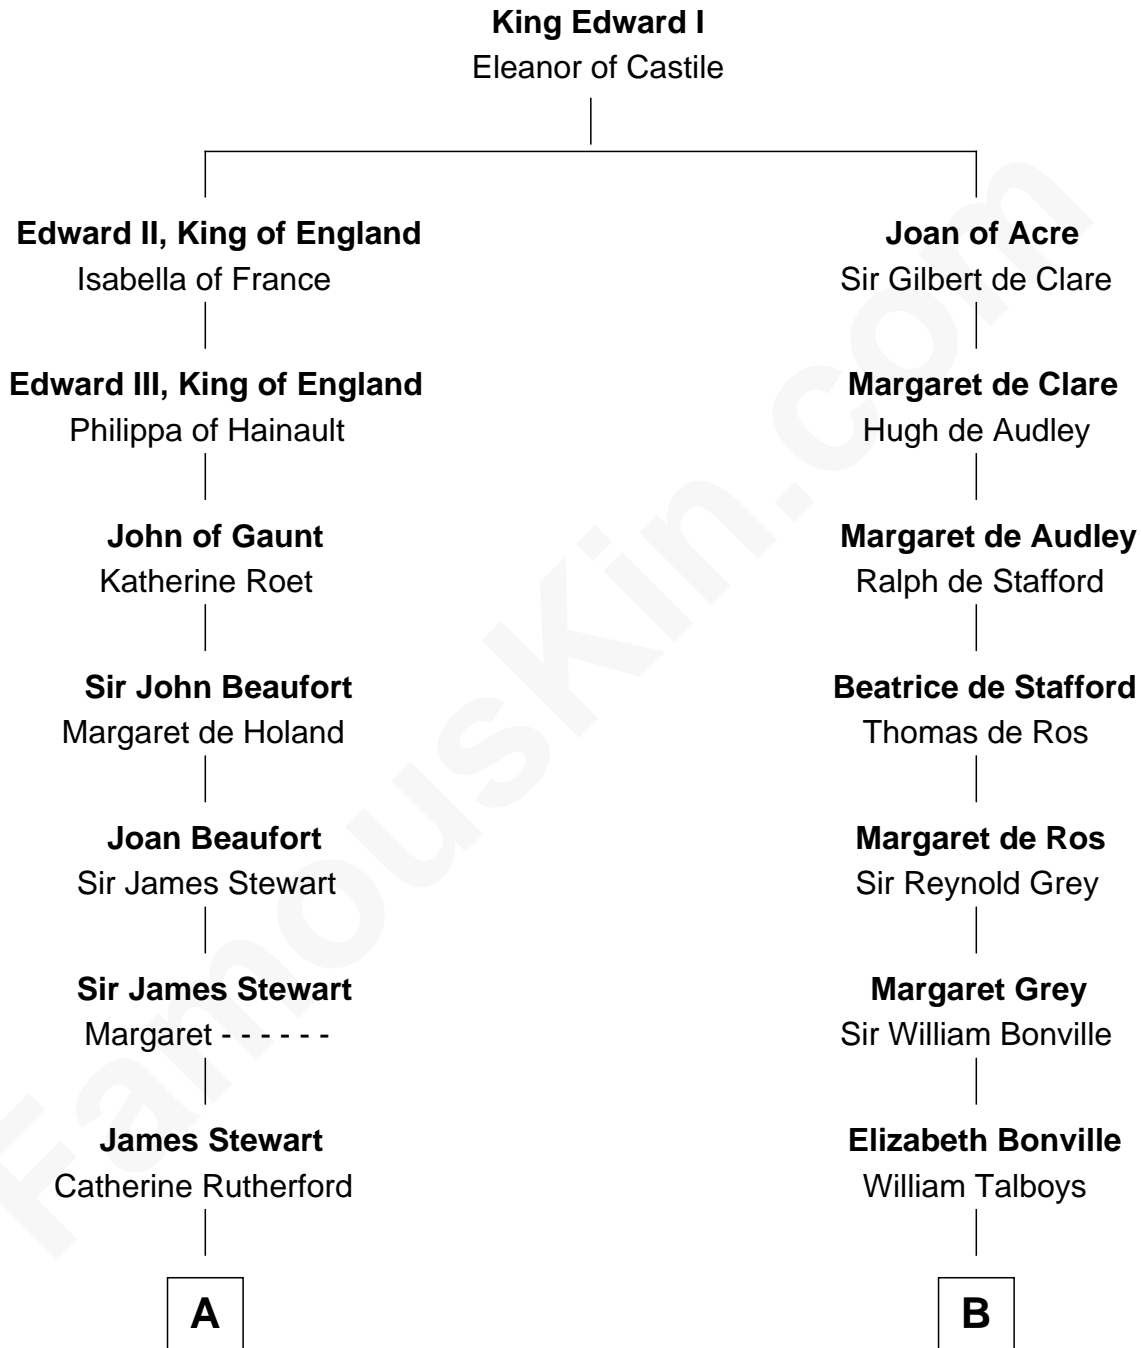 King Edward I
Eleanor of Castile
Edward II, King of England
Isabella of France
Joan of Acre
Sir Gilbert de Clare
Edward III, King of England
Philippa of Hainault
Margaret de Clare
Hugh de Audley
John of Gaunt
Katherine Roet
Margaret de Audley
Ralph de Stafford
Sir John Beaufort
Margaret de Holand
Beatrice de Stafford
Thomas de Ros
Joan Beaufort
Sir James Stewart
Margaret de Ros
Sir Reynold Grey
Sir James Stewart
Margaret - - - - - -
Margaret Grey
Sir William Bonville
James Stewart
Catherine Rutherford
Elizabeth Bonville
William Talboys
A
B
FamousKin.com